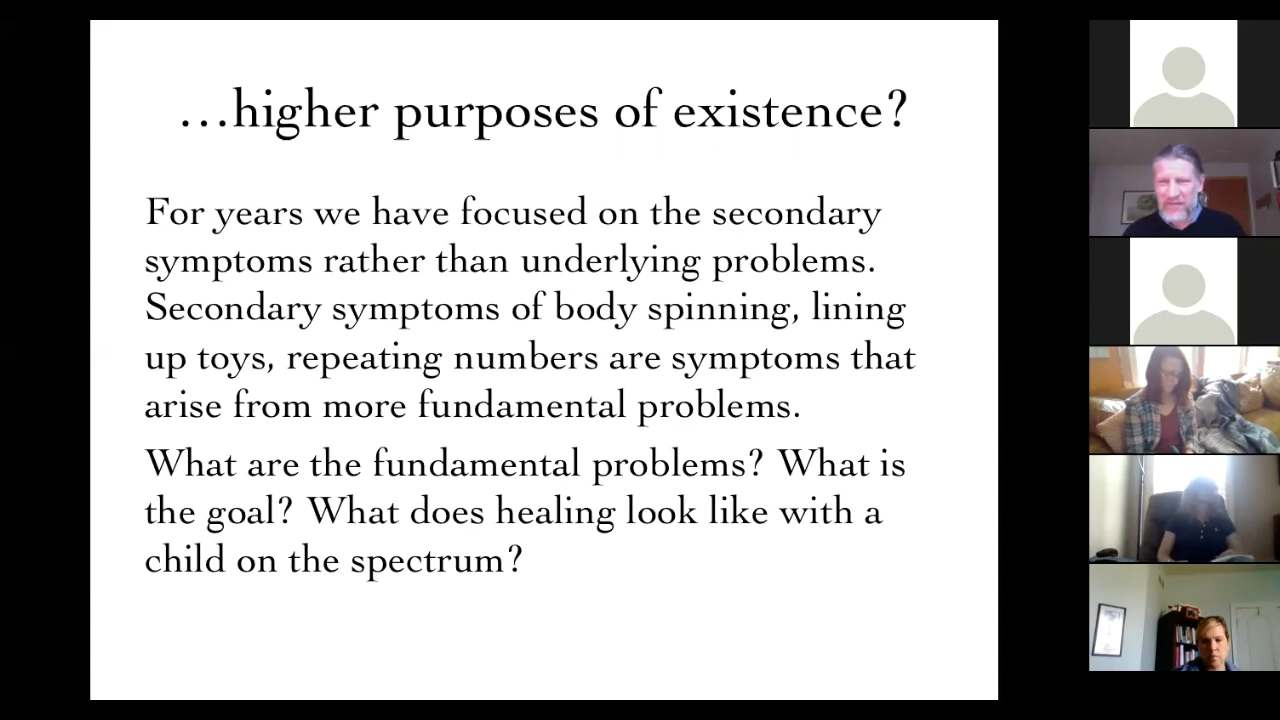 ...higher purposes of existence?
For years we have focused on the secondary
symptoms rather than underlying problems.
Secondary symptoms of body spinning, lining
up toys, repeating numbers are symptoms that
arise from more fundamental problems.
What are the fundamental problems? What is
the goal? What does healing look like with a
child on the spectrum?